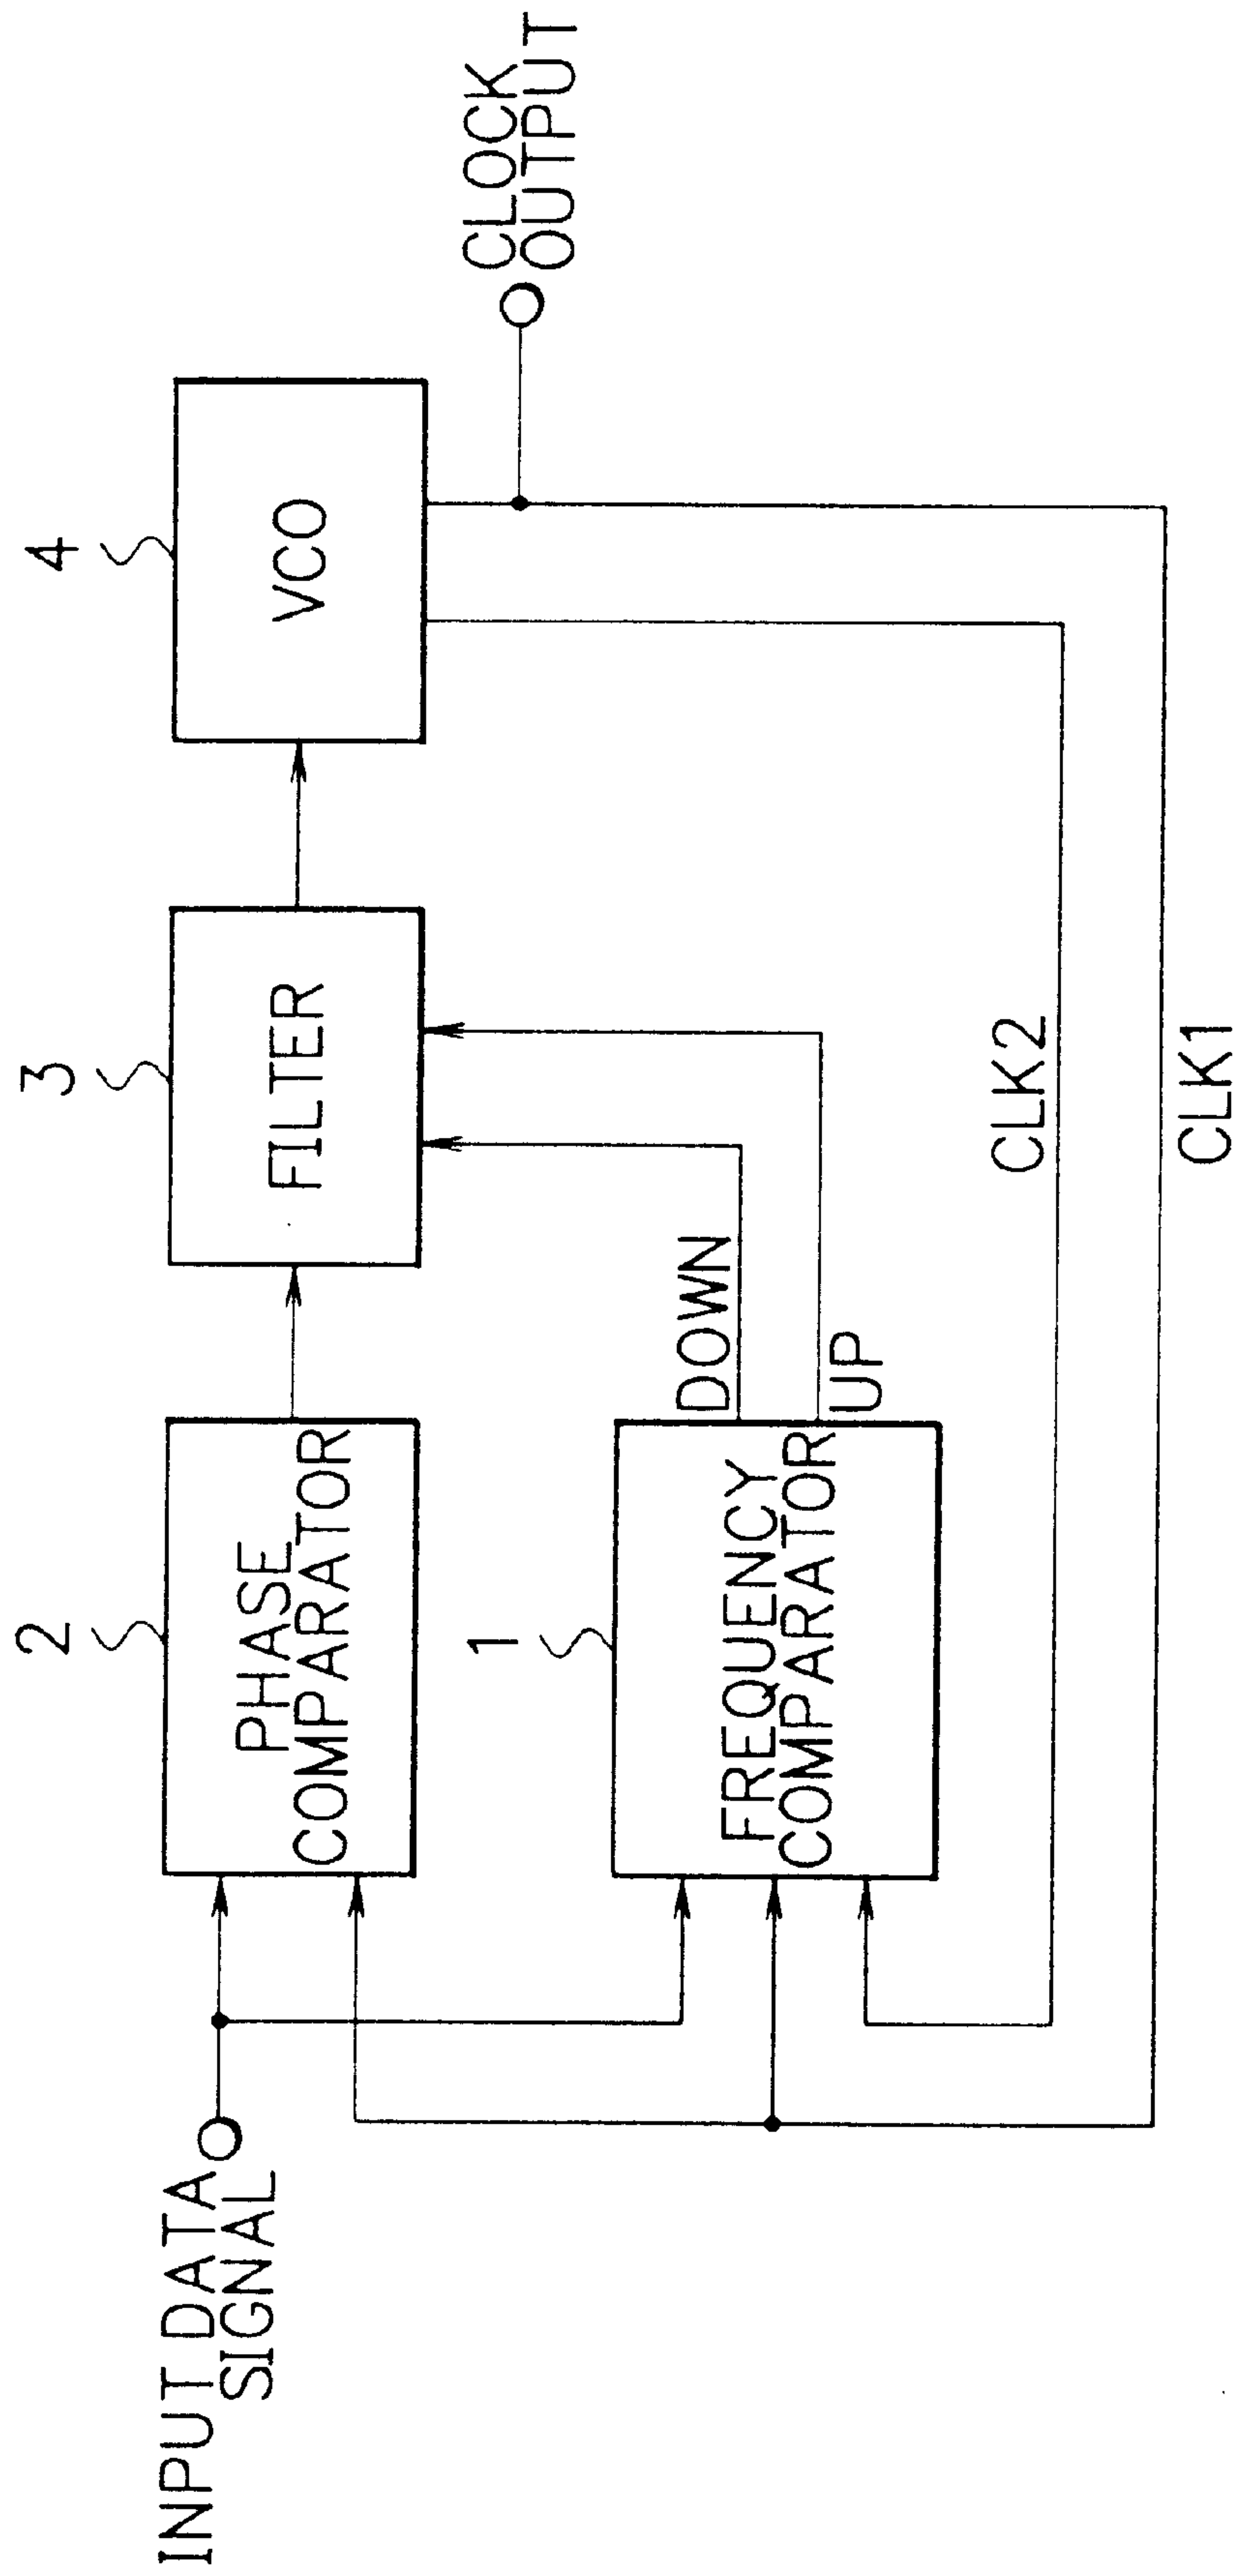 4
3
2
VCO
FILTER
PHASE
COMPARATOR
INPUT DATA
SIGNAL
CLOCK
OUTPUT
1
DOWN
UP
FREQUENCY
COMPARATOR
CLK2
CLK1